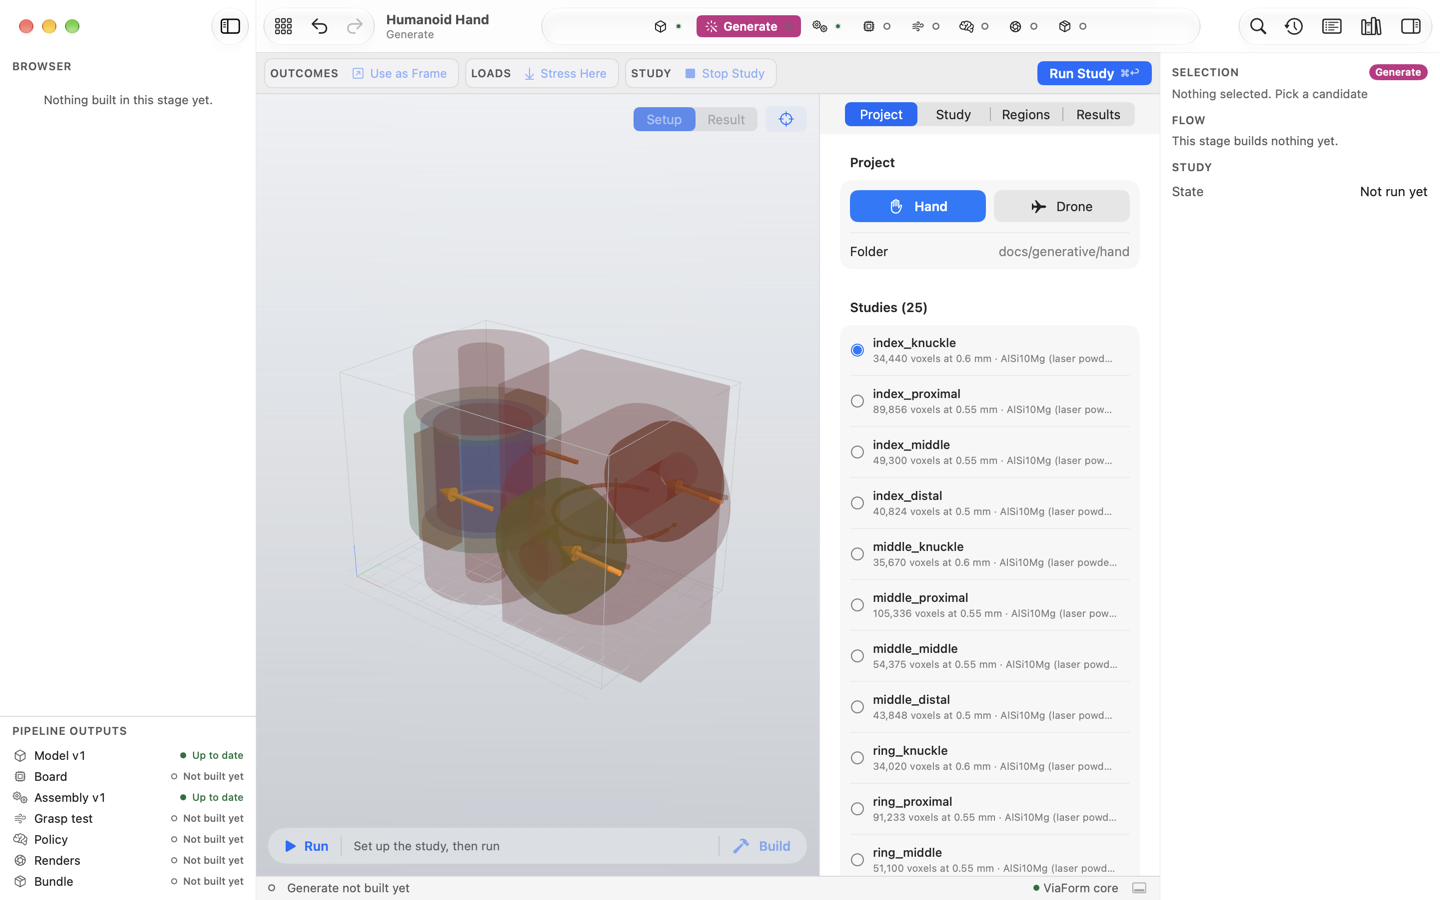 Humanoid Hand
Generate
Generate
BROWSER
Nothing built in this stage yet.
OUTCOMES Use as Frame
LOADS Stress Here
STUDY Stop Study
Run Study ⌘↩
Setup Result
Project Study Regions Results
Project
Hand Drone
Folder docs/generative/hand
Studies (25)
index_knuckle
34,440 voxels at 0.6 mm · AlSi10Mg (laser powd...
index_proximal
89,856 voxels at 0.55 mm · AlSi10Mg (laser pow...
index_middle
49,300 voxels at 0.55 mm · AlSi10Mg (laser pow...
index_distal
40,824 voxels at 0.5 mm · AlSi10Mg (laser powd...
middle_knuckle
35,670 voxels at 0.6 mm · AlSi10Mg (laser powde...
middle_proximal
105,336 voxels at 0.55 mm · AlSi10Mg (laser pow...
middle_middle
54,375 voxels at 0.55 mm · AlSi10Mg (laser powd...
middle_distal
43,848 voxels at 0.5 mm · AlSi10Mg (laser powd...
ring_knuckle
34,020 voxels at 0.6 mm · AlSi10Mg (laser powd...
ring_proximal
91,233 voxels at 0.55 mm · AlSi10Mg (laser pow...
ring_middle
51,100 voxels at 0.55 mm · AlSi10Mg (laser powd...
SELECTION Generate
Nothing selected. Pick a candidate
FLOW
This stage builds nothing yet.
STUDY
State Not run yet
PIPELINE OUTPUTS
Model v1 Up to date
Board Not built yet
Assembly v1 Up to date
Grasp test Not built yet
Policy Not built yet
Renders Not built yet
Bundle Not built yet
Run Set up the study, then run Build
Generate not built yet
ViaForm core